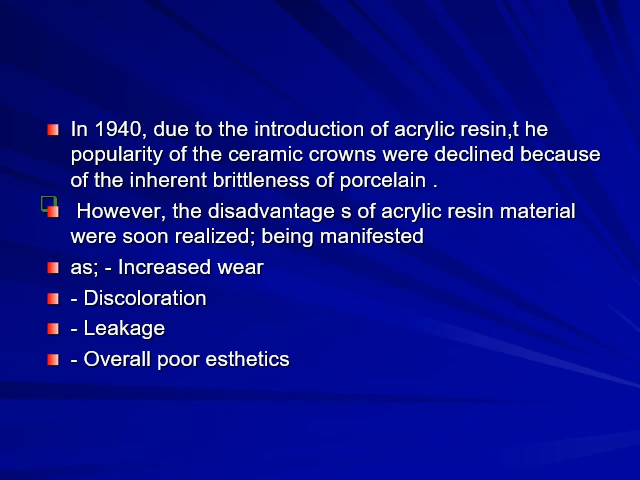 In 1940, due to the introduction of acrylic resin,t he
popularity of the ceramic crowns were declined because
of the inherent brittleness of porcelain .
However, the disadvantage s of acrylic resin material
were soon realized; being manifested
as; - Increased wear
- Discoloration
- Leakage
- Overall poor esthetics